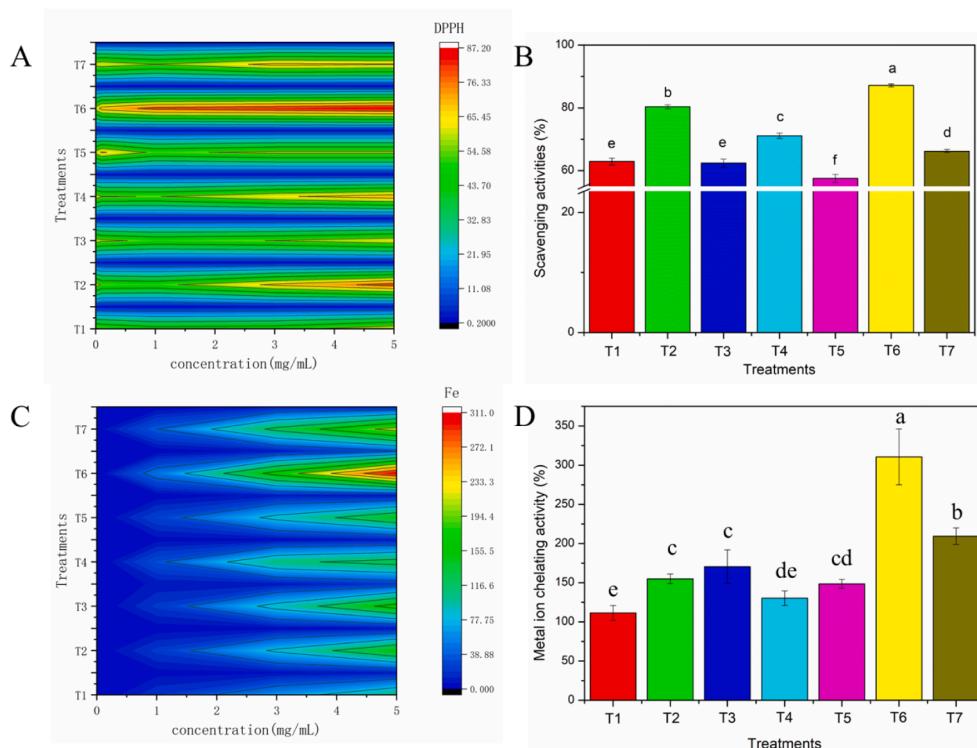 A
DPPH
T7
T6
T5
T4
T3
T2
T1
Treatments
0
1
2
3
4
5
concentration(mg/mL)
87.20
76.33
65.45
54.58
43.70
32.83
21.95
11.08
0.2000
B
100
80
60
20
0
Scavenging activities (%)
e
b
e
c
f
a
d
T1
T2
T3
T4
T5
T6
T7
Treatments
C
Fe
T7
T6
T5
T4
T3
T2
T1
Treatments
0
1
2
3
4
5
concentration(mg/mL)
311.0
272.1
233.3
194.4
155.5
116.6
77.75
38.88
0.000
D
350
300
250
200
150
100
50
0
Metal ion chelating activity (%)
e
c
c
de
cd
a
b
T1
T2
T3
T4
T5
T6
T7
Treatments